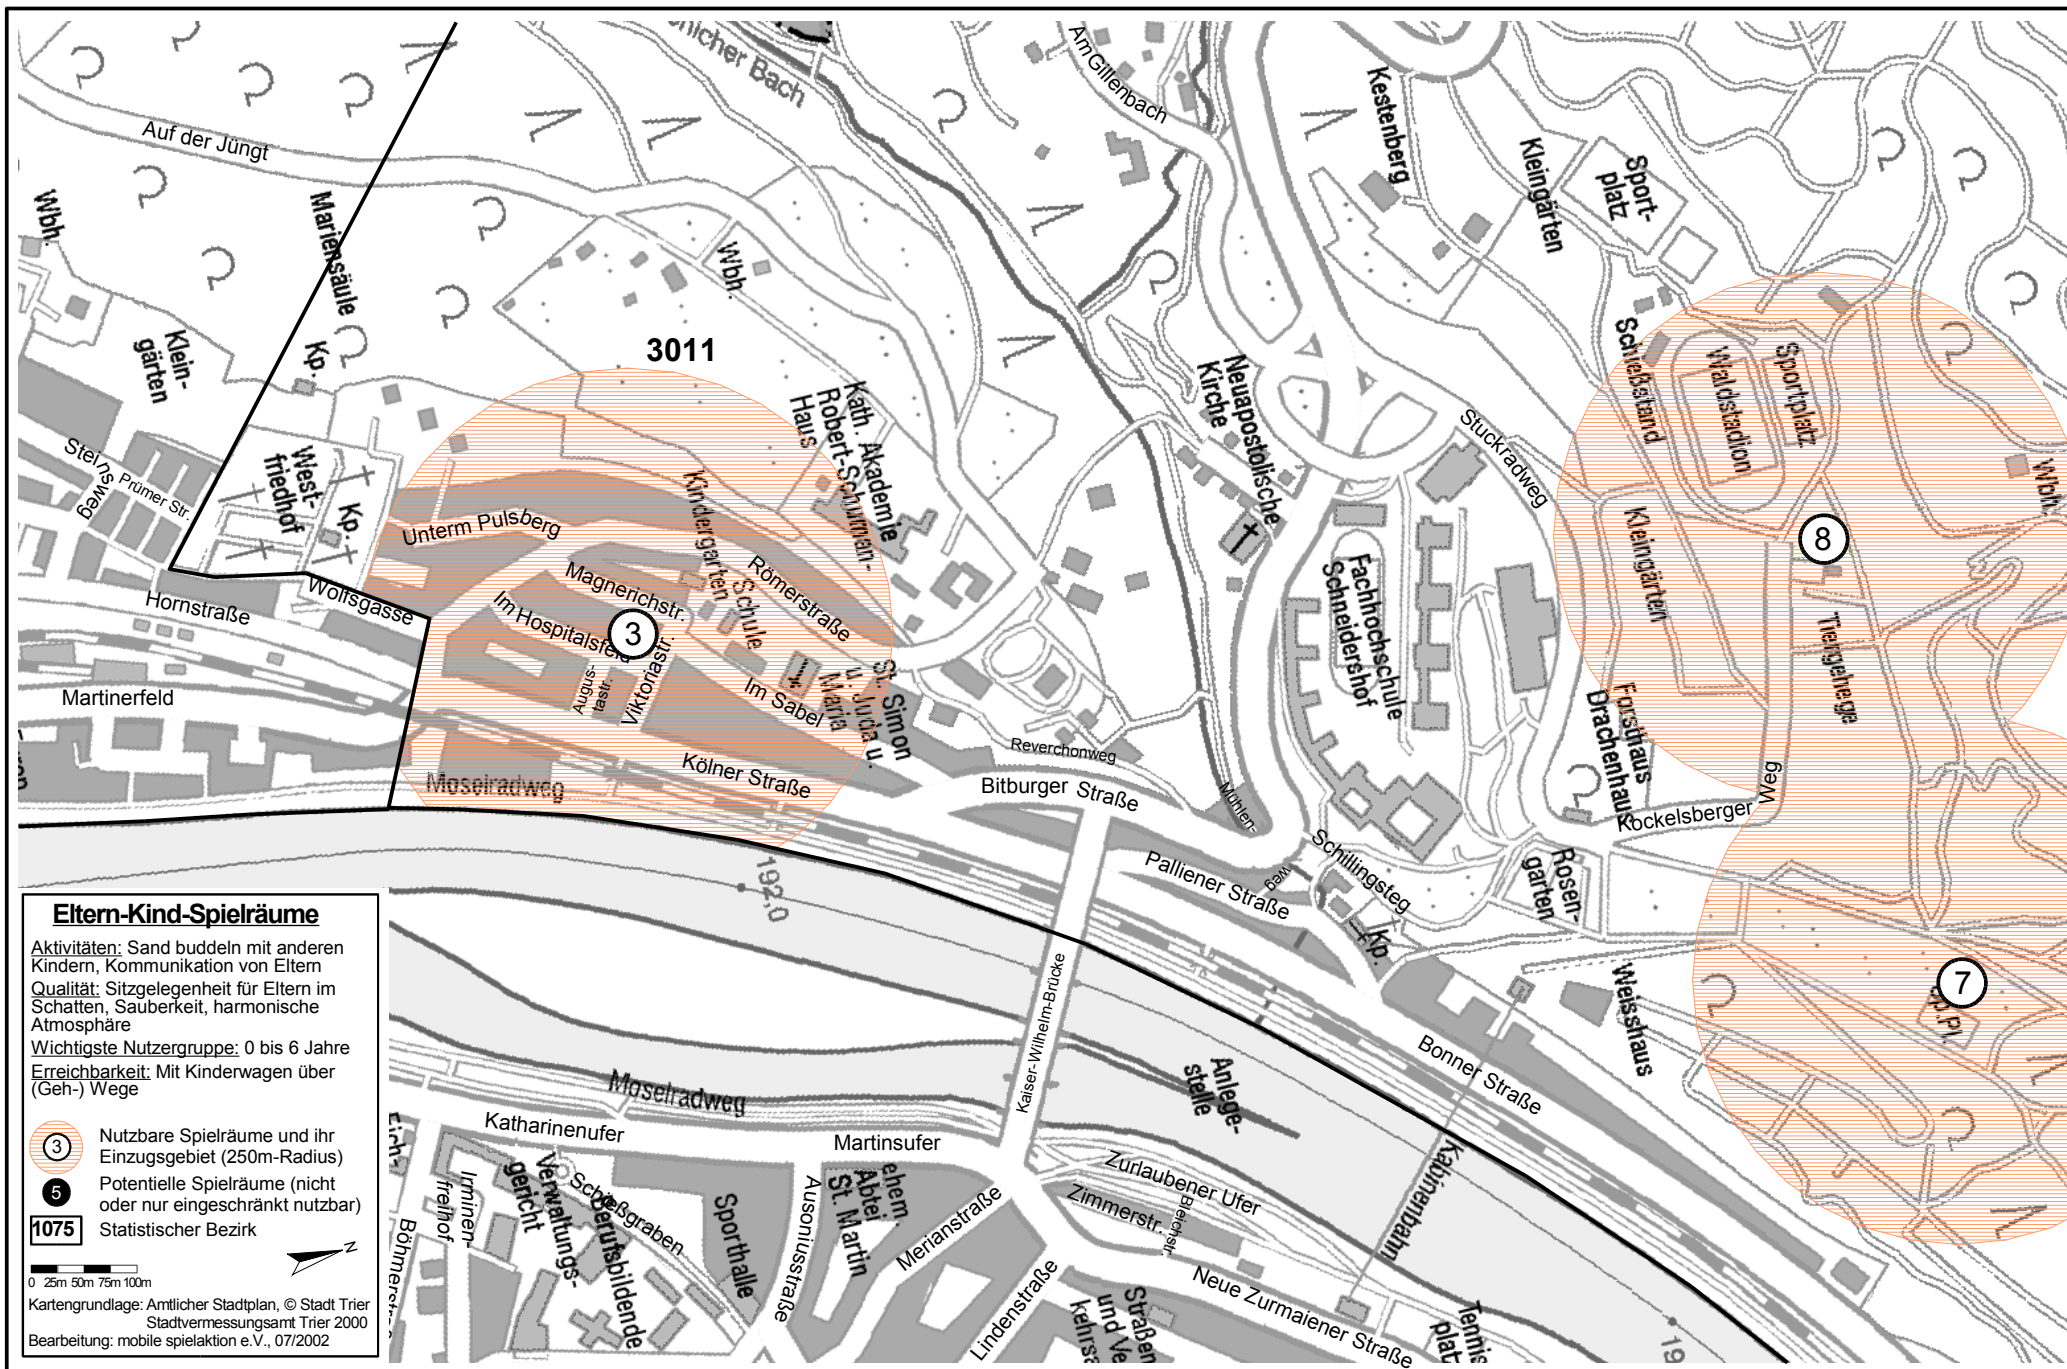 Auf der Jüngt
Wbh.
Mariensäule
Klein-
gärten
Kp.
Wbh.
3011
Am Gillenbach
Kestenberg
Kleingärten
Sport-
platz
Schießstand
Waldstadion
Sportplatz
Wbh.
Stuckradweg
Neuapostolische
Kirche
Kath. Akademie
Robert-Schuman-
Haus
West-
friedhof
Kp.
Steinsweg
Prümer Str.
Hornstraße
Wolfsgasse
Martinerfeld
Unterm Pulsberg
Kindergarten
Magnerichstr.
Schule
Römerstraße
Im Hospitalsfeld
3
Augus-
tastr.
Viktoriastr.
Im Sabel
St. Simon
u. Juda u.
Maria
Moselradweg
Kölner Straße
Reverchonweg
Bitburger Straße
Mühlen-
weg
Palliener Straße
Schillingsteg
Kp.
Fachhochschule
Schneidershof
Kleingärten
8
Tiergehege
Forsthaus
Drachenhaus
Kockelsberger Weg
Rosen-
garten
Weisshaus
7
Sp.Pl
192,0
Kaiser-Wilhelm-Brücke
Anlege-
stelle
Bonner Straße
Kabinenbahn
Moselradweg
Katharinenufer
Martinsufer
Zurlaubener Ufer
Zimmerstr.
Bleichstr.
Neue Zurmaiener Straße
Lindenstraße
Merianstraße
Ausoniusstraße
ehem
Abtei
St. Martin
Sporthalle
Schießgraben
Berufsbildende
Verwaltungs-
gericht
Irminen-
freihof
Tennis
platz
19
Eltern-Kind-Spielräume
Aktivitäten: Sand buddeln mit anderen
Kindern, Kommunikation von Eltern
Qualität: Sitzgelegenheit für Eltern im
Schatten, Sauberkeit, harmonische
Atmosphäre
Wichtigste Nutzergruppe: 0 bis 6 Jahre
Erreichbarkeit: Mit Kinderwagen über
(Geh-) Wege
3 Nutzbare Spielräume und ihr
Einzugsgebiet (250m-Radius)
5 Potentielle Spielräume (nicht
oder nur eingeschränkt nutzbar)
1075 Statistischer Bezirk
N
0 25m 50m 75m 100m
Kartengrundlage: Amtlicher Stadtplan, © Stadt Trier
Stadtvermessungsamt Trier 2000
Bearbeitung: mobile spielaktion e.V., 07/2002